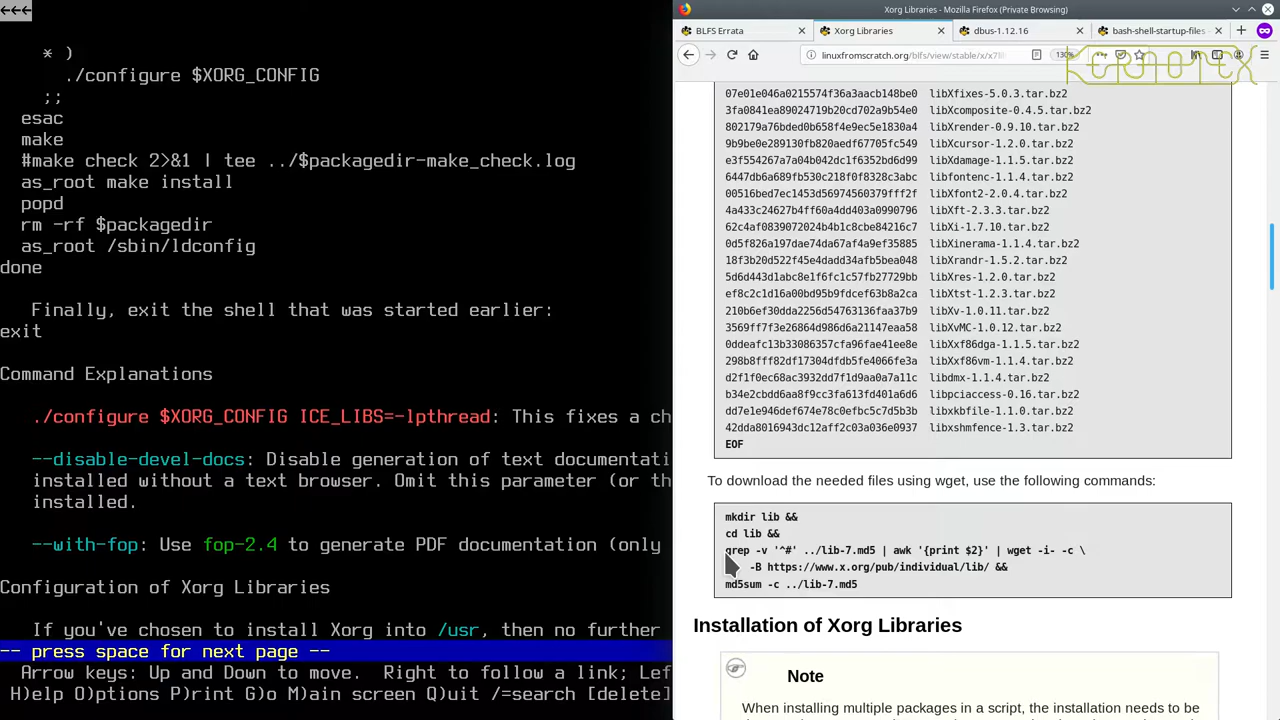 ←←←
* )
./configure $XORG_CONFIG
;;
esac
make
#make check 2>&1 | tee ../$packagedir-make_check.log
as_root make install
popd
rm -rf $packagedir
as_root /sbin/ldconfig
done
Finally, exit the shell that was started earlier:
exit
Command Explanations
./configure $XORG_CONFIG ICE_LIBS=-lpthread: This fixes a ch
--disable-devel-docs: Disable generation of text documentati
installed without a text browser. Omit this parameter (or th
installed.
--with-fop: Use fop-2.4 to generate PDF documentation (only
Configuration of Xorg Libraries
If you've chosen to install Xorg into /usr, then no further
-- press space for next page --
Arrow keys: Up and Down to move. Right to follow a link; Lef
H)elp O)ptions P)rint G)o M)ain screen Q)uit /=search [delete]
Xorg Libraries - Mozilla Firefox (Private Browsing)
BLFS Errata
Xorg Libraries
dbus-1.12.16
bash-shell-startup-files
linuxfromscratch.org/blfs/view/stable/x/x7li
130%
KERNOTEX
07e01e046a0215574f36a3aacb148be0 libXfixes-5.0.3.tar.bz2
3fa0841ea89024719b20cd702a9b54e0 libXcomposite-0.4.5.tar.bz2
802179a76bded0b658f4e9ec5e1830a4 libXrender-0.9.10.tar.bz2
9b9be0e289130fb820aedf67705fc549 libXcursor-1.2.0.tar.bz2
e3f554267a7a04b042dc1f6352bd6d99 libXdamage-1.1.5.tar.bz2
6447db6a689fb530c218f0f8328c3abc libfontenc-1.1.4.tar.bz2
00516bed7ec1453d56974560379fff2f libXfont2-2.0.4.tar.bz2
4a433c24627b4ff60a4dd403a0990796 libXft-2.3.3.tar.bz2
62c4af0839072024b4b1c8cbe84216c7 libXi-1.7.10.tar.bz2
0d5f826a197dae74da67af4a9ef35885 libXinerama-1.1.4.tar.bz2
18f3b20d522f45e4dadd34afb5bea048 libXrandr-1.5.2.tar.bz2
5d6d443d1abc8e1f6fc1c57fb27729bb libXres-1.2.0.tar.bz2
ef8c2c1d16a00bd95b9fdcef63b8a2ca libXtst-1.2.3.tar.bz2
210b6ef30dda2256d54763136faa37b9 libXv-1.0.11.tar.bz2
3569ff7f3e26864d986d6a21147eaa58 libXvMC-1.0.12.tar.bz2
0ddeafc13b33086357cfa96fae41ee8e libXxf86dga-1.1.5.tar.bz2
298b8fff82df17304dfdb5fe4066fe3a libXxf86vm-1.1.4.tar.bz2
d2f1f0ec68ac3932dd7f1d9aa0a7a11c libdmx-1.1.4.tar.bz2
b34e2cbdd6aa8f9cc3fa613fd401a6d6 libpciaccess-0.16.tar.bz2
dd7e1e946def674e78c0efbc5c7d5b3b libxkbfile-1.1.0.tar.bz2
42dda8016943dc12aff2c03a036e0937 libxshmfence-1.3.tar.bz2
EOF
To download the needed files using wget, use the following commands:
mkdir lib &&
cd lib &&
grep -v '^#' ../lib-7.md5 | awk '{print $2}' | wget -i- -c \
-B https://www.x.org/pub/individual/lib/ &&
md5sum -c ../lib-7.md5
Installation of Xorg Libraries
Note
When installing multiple packages in a script, the installation needs to be